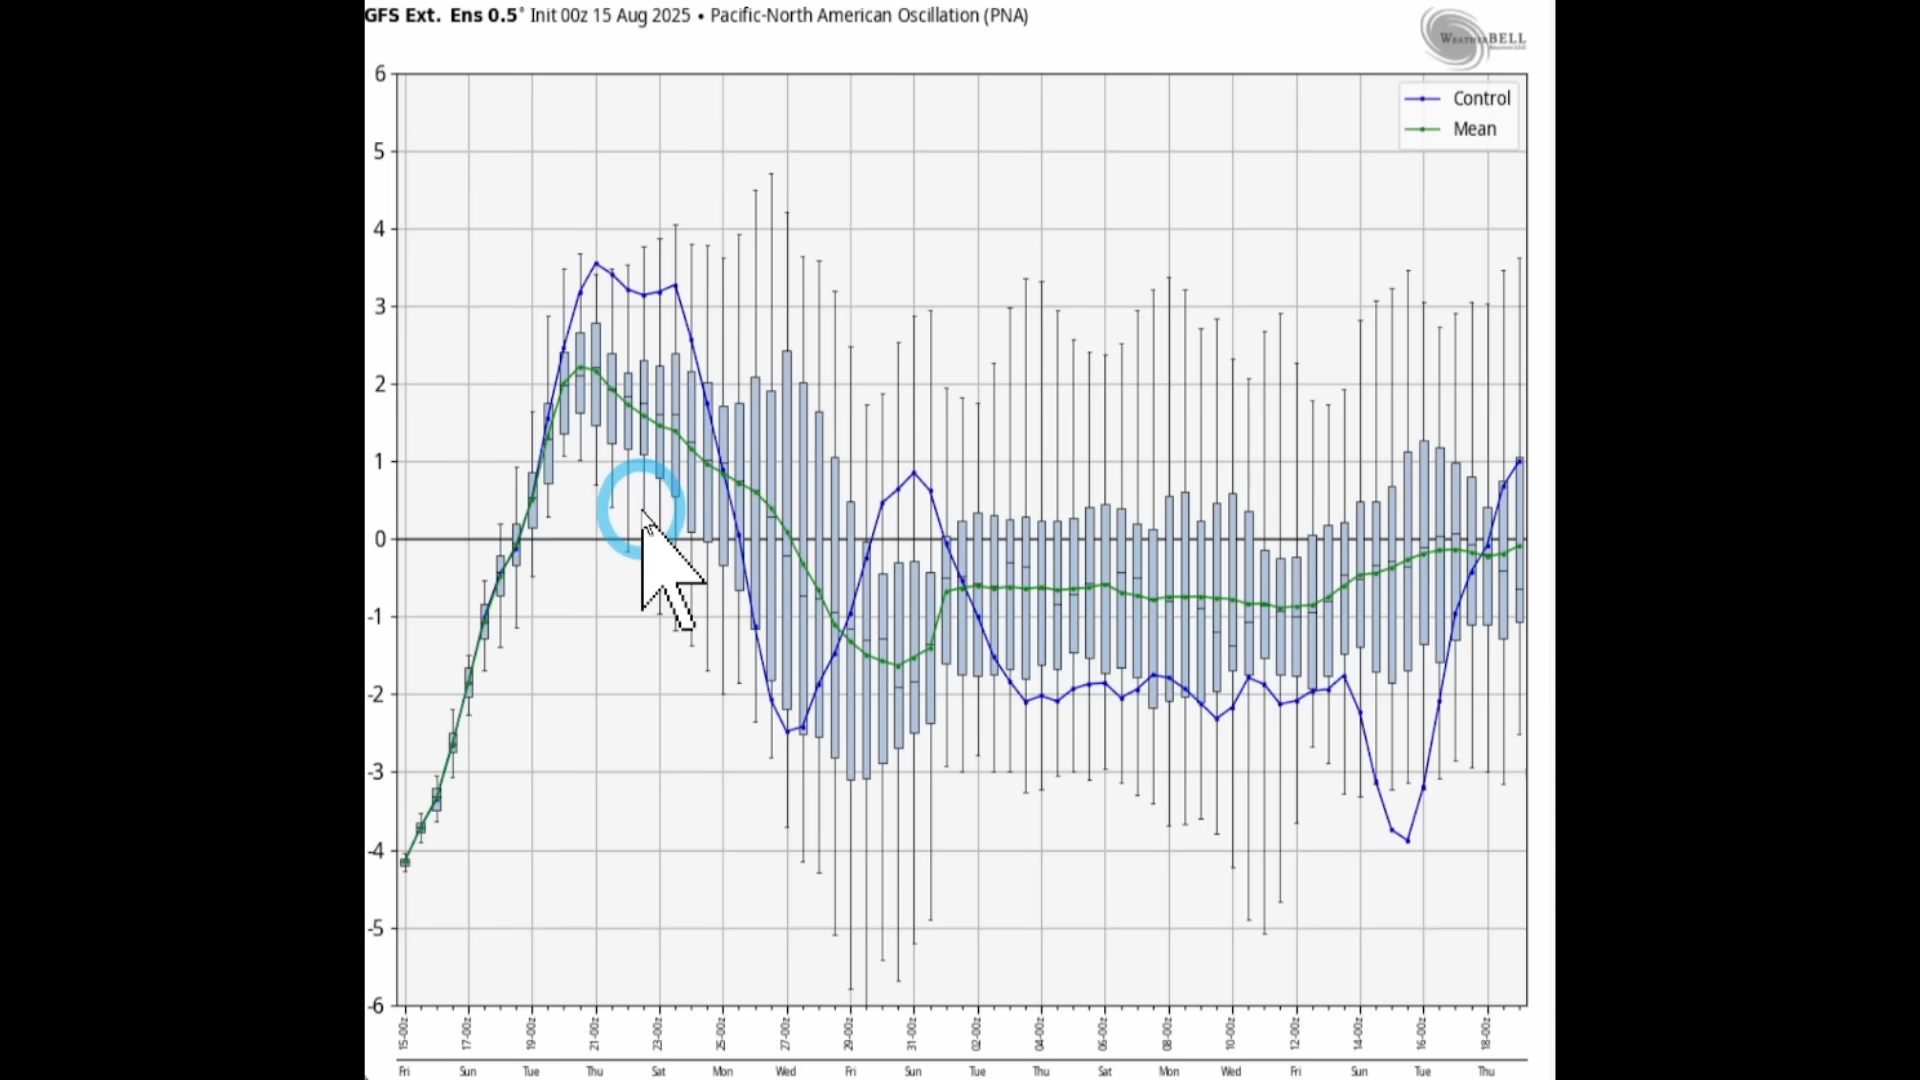 GFS Ext. Ens 0.5° Init 00z 15 Aug 2025 • Pacific-North American Oscillation (PNA)
WEATHERBELL
Control
Mean
6
5
4
3
2
1
0
-1
-2
-3
-4
-5
-6
15-00z 17-00z 19-00z 21-00z 23-00z 25-00z 27-00z 29-00z 31-00z 02-00z 04-00z 06-00z 08-00z 10-00z 12-00z 14-00z 16-00z 18-00z
Fri Sun Tue Thu Sat Mon Wed Fri Sun Tue Thu Sat Mon Wed Fri Sun Tue Thu